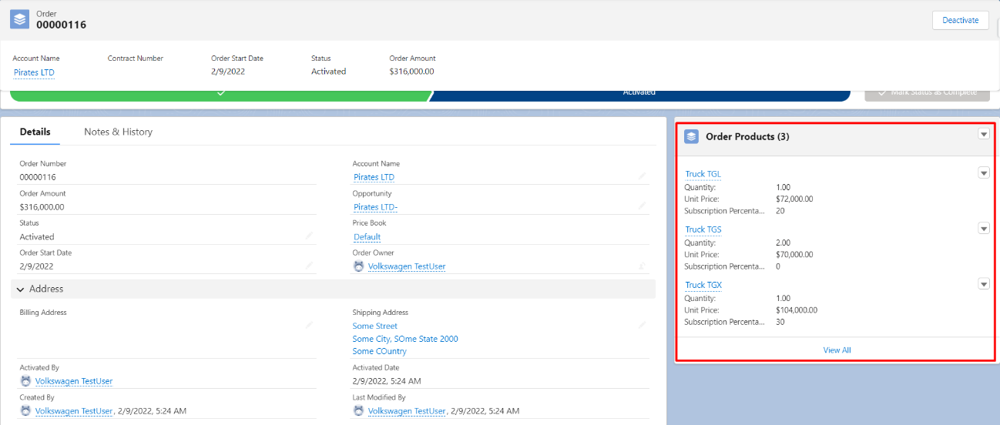 Order
00000116
Deactivate
Account Name
Contract Number
Order Start Date
Status
Order Amount
Pirates LTD
2/9/2022
Activated
$316,000.00
Activated
Mark Status as Complete
Details
Notes & History
Order Number
00000116
Account Name
Pirates LTD
Order Amount
$316,000.00
Opportunity
Pirates LTD-
Status
Activated
Price Book
Default
Order Start Date
2/9/2022
Order Owner
Volkswagen TestUser
Address
Billing Address
Shipping Address
Some Street
Some City, SOme State 2000
Some COuntry
Activated By
Volkswagen TestUser
Activated Date
2/9/2022, 5:24 AM
Created By
Volkswagen TestUser, 2/9/2022, 5:24 AM
Last Modified By
Volkswagen TestUser, 2/9/2022, 5:24 AM
Order Products (3)
Truck TGL
Quantity: 1.00
Unit Price: $72,000.00
Subscription Percenta... 20
Truck TGS
Quantity: 2.00
Unit Price: $70,000.00
Subscription Percenta... 0
Truck TGX
Quantity: 1.00
Unit Price: $104,000.00
Subscription Percenta... 30
View All